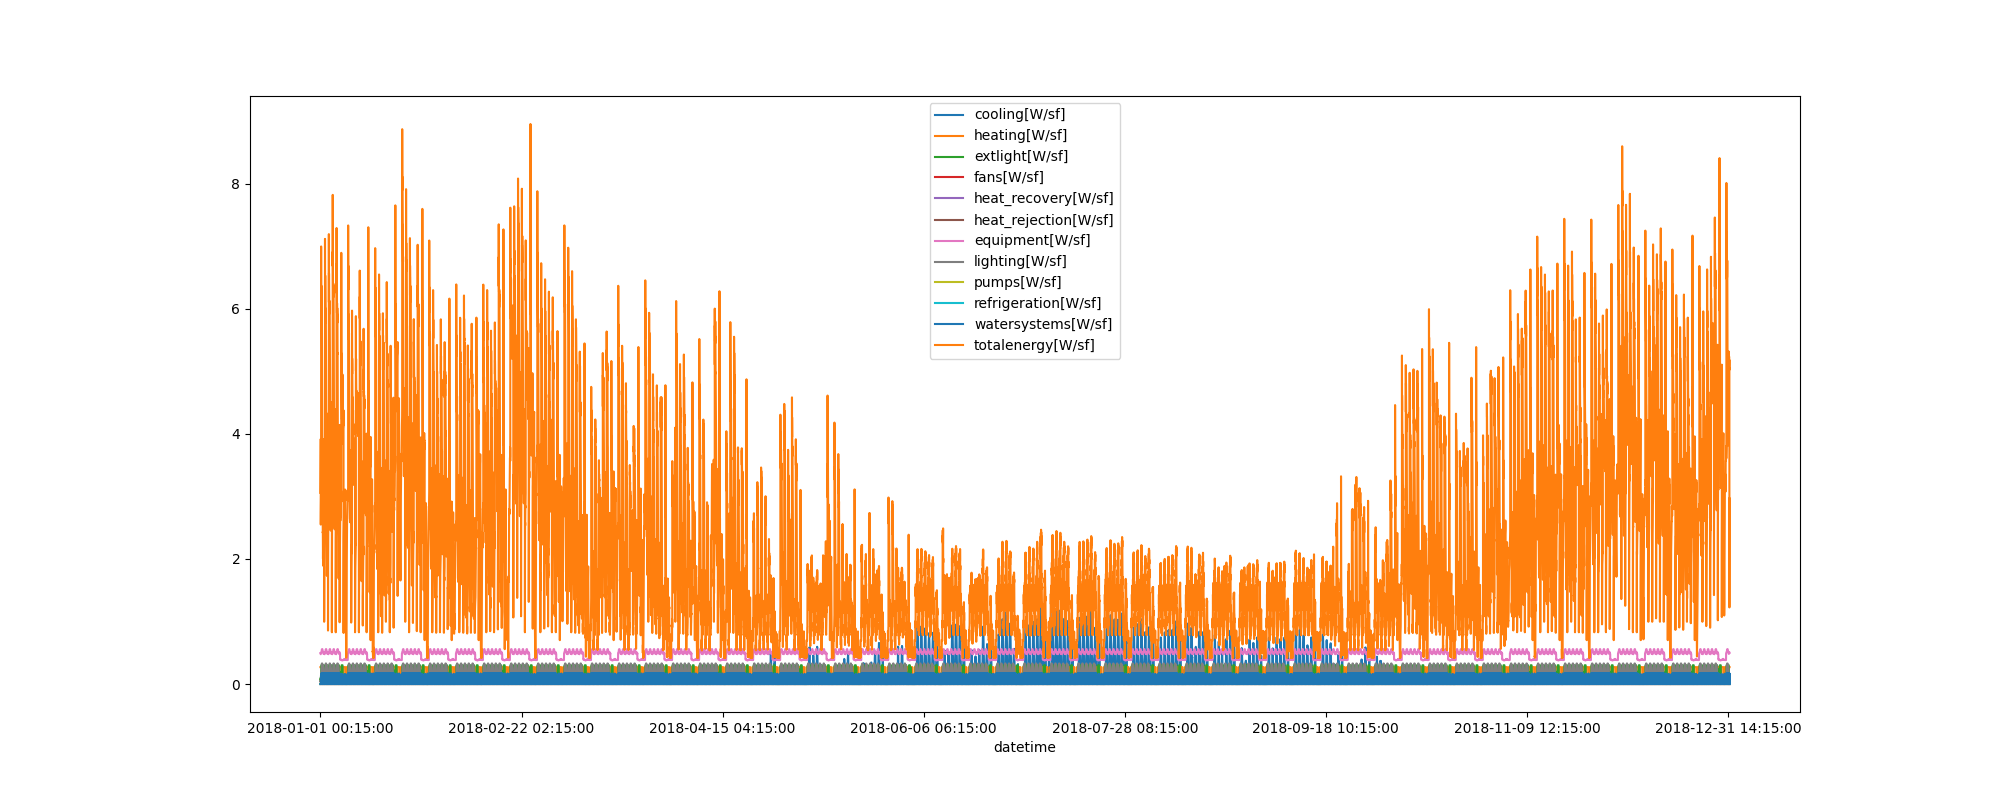 cooling[W/sf]
heating[W/sf]
extlight[W/sf]
fans[W/sf]
heat_recovery[W/sf]
heat_rejection[W/sf]
equipment[W/sf]
lighting[W/sf]
pumps[W/sf]
refrigeration[W/sf]
watersystems[W/sf]
totalenergy[W/sf]
8
6
4
2
0
2018-01-01 00:15:00 2018-02-22 02:15:00 2018-04-15 04:15:00 2018-06-06 06:15:00 2018-07-28 08:15:00 2018-09-18 10:15:00 2018-11-09 12:15:00 2018-12-31 14:15:00
datetime